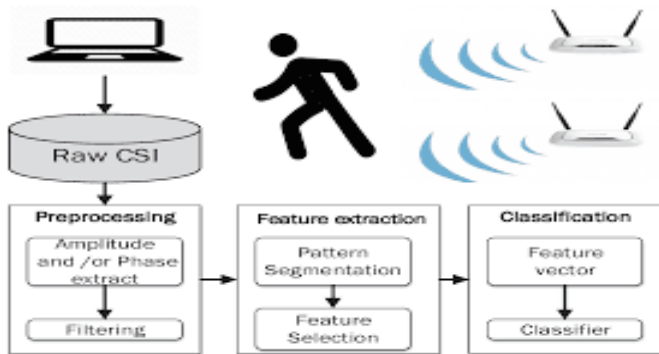 Raw CSI
Preprocessing
Amplitude
and /or Phase
extract
Filtering
Feature extraction
Pattern
Segmentation
Feature
Selection
Classification
Feature
vector
Classifier